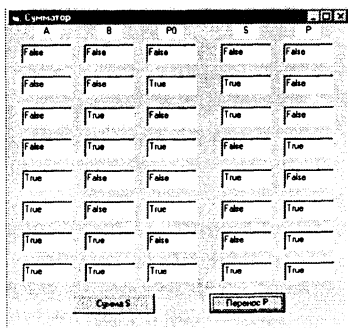 Сумматор
A B P0 S P
False False False False False
False False True True False
False True False True False
False True True False True
True False False True False
True False True False True
True True False False True
True True True True True
Сумма S Перенос P